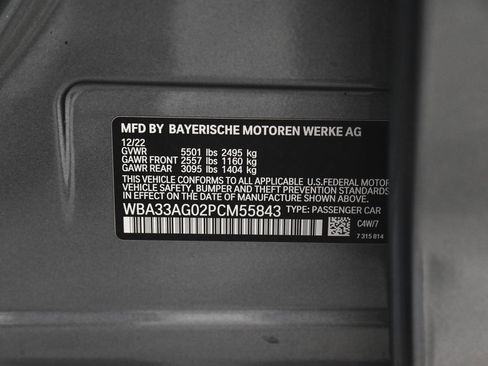 MFD BY BAYERISCHE MOTOREN WERKE AG
12/22
GVWR 5501 lbs 2495 kg
GAWR FRONT 2557 lbs 1160 kg
GAWR REAR 3095 lbs 1404 kg
THIS VEHICLE CONFORMS TO ALL APPLICABLE U.S.FEDERAL MOTOR
VEHICLE SAFETY, BUMPER AND THEFT PREVENTION STANDARDS
IN EFFECT ON THE DATE OF MANUFACTURE SHOWN ABOVE.
WBA33AG02PCM55843 TYPE: PASSENGER CAR
C4W/7
7 315 814